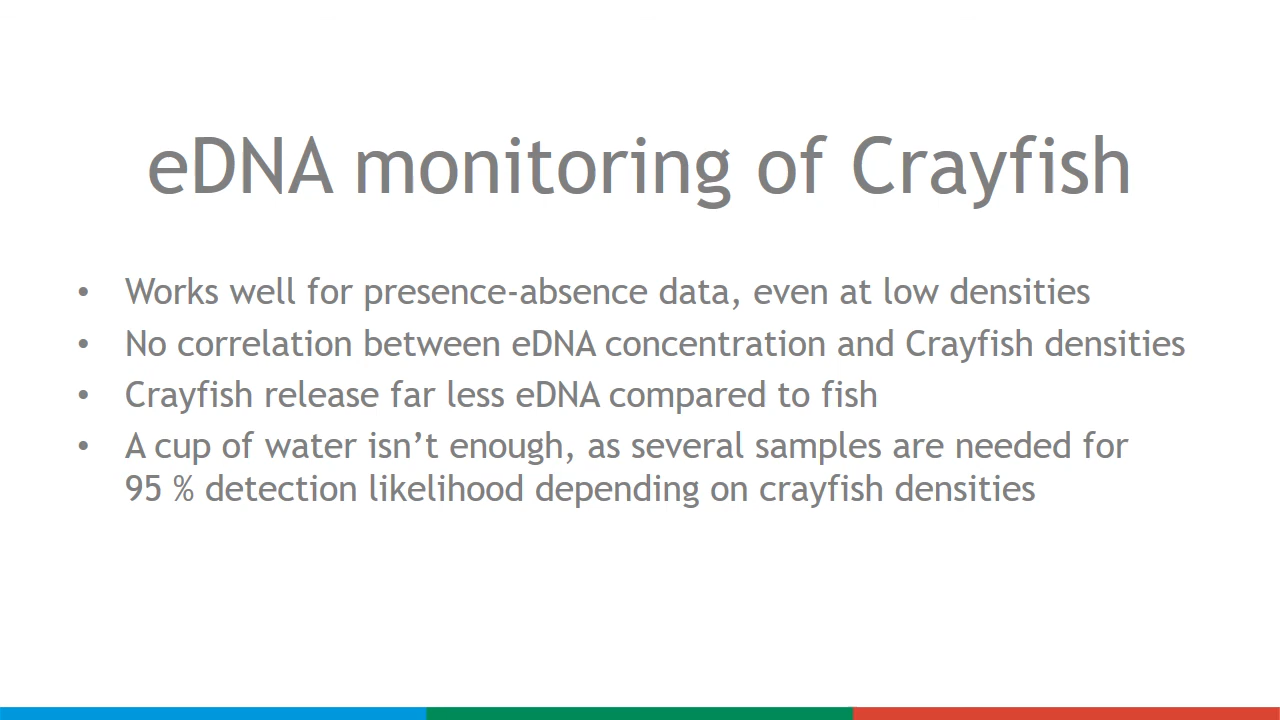 eDNA monitoring of Crayfish
• Works well for presence-absence data, even at low densities
• No correlation between eDNA concentration and Crayfish densities
• Crayfish release far less eDNA compared to fish
• A cup of water isn’t enough, as several samples are needed for
95 % detection likelihood depending on crayfish densities